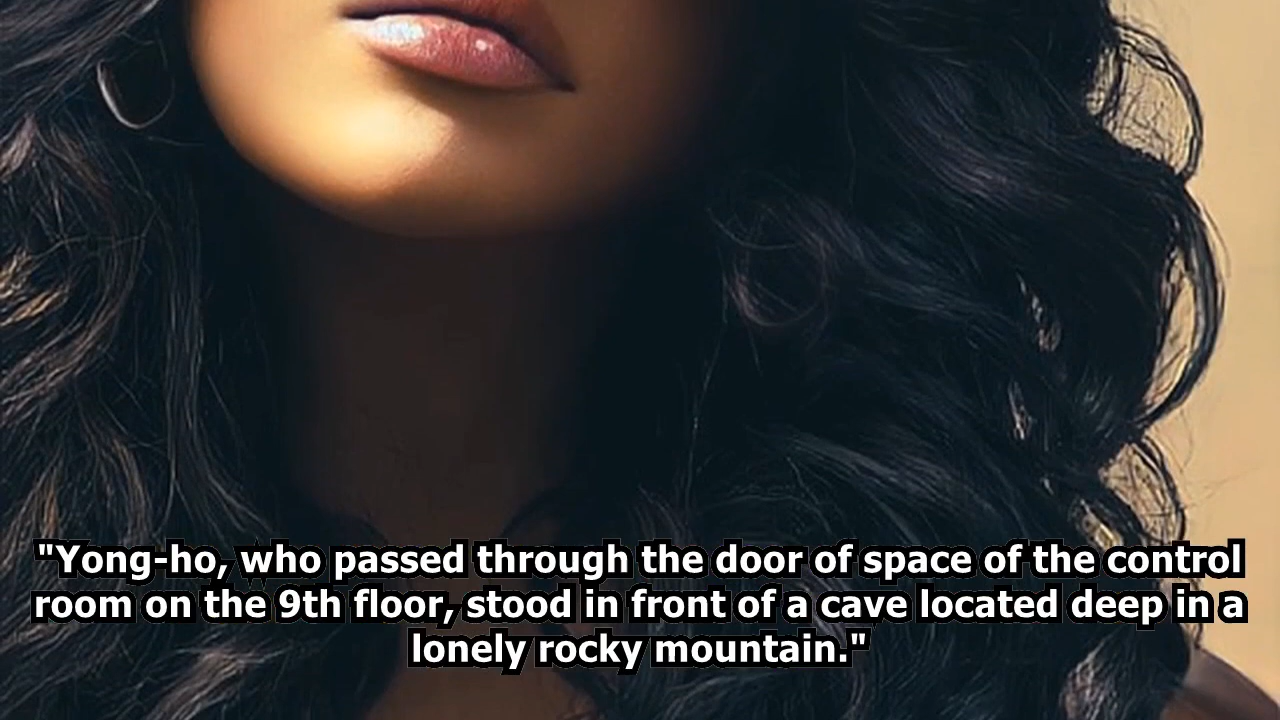 "Yong-ho, who passed through the door of space of the control
room on the 9th floor, stood in front of a cave located deep in a
lonely rocky mountain."